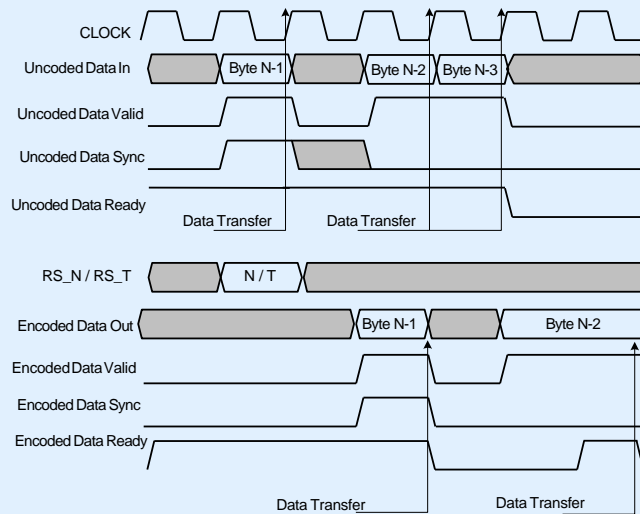 CLOCK
Uncoded Data In
Byte N-1
Byte N-2
Byte N-3
Uncoded Data Valid
Uncoded Data Sync
Uncoded Data Ready
Data Transfer
Data Transfer
RS_N / RS_T
N / T
Encoded Data Out
Byte N-1
Byte N-2
Encoded Data Valid
Encoded Data Sync
Encoded Data Ready
Data Transfer
Data Transfer